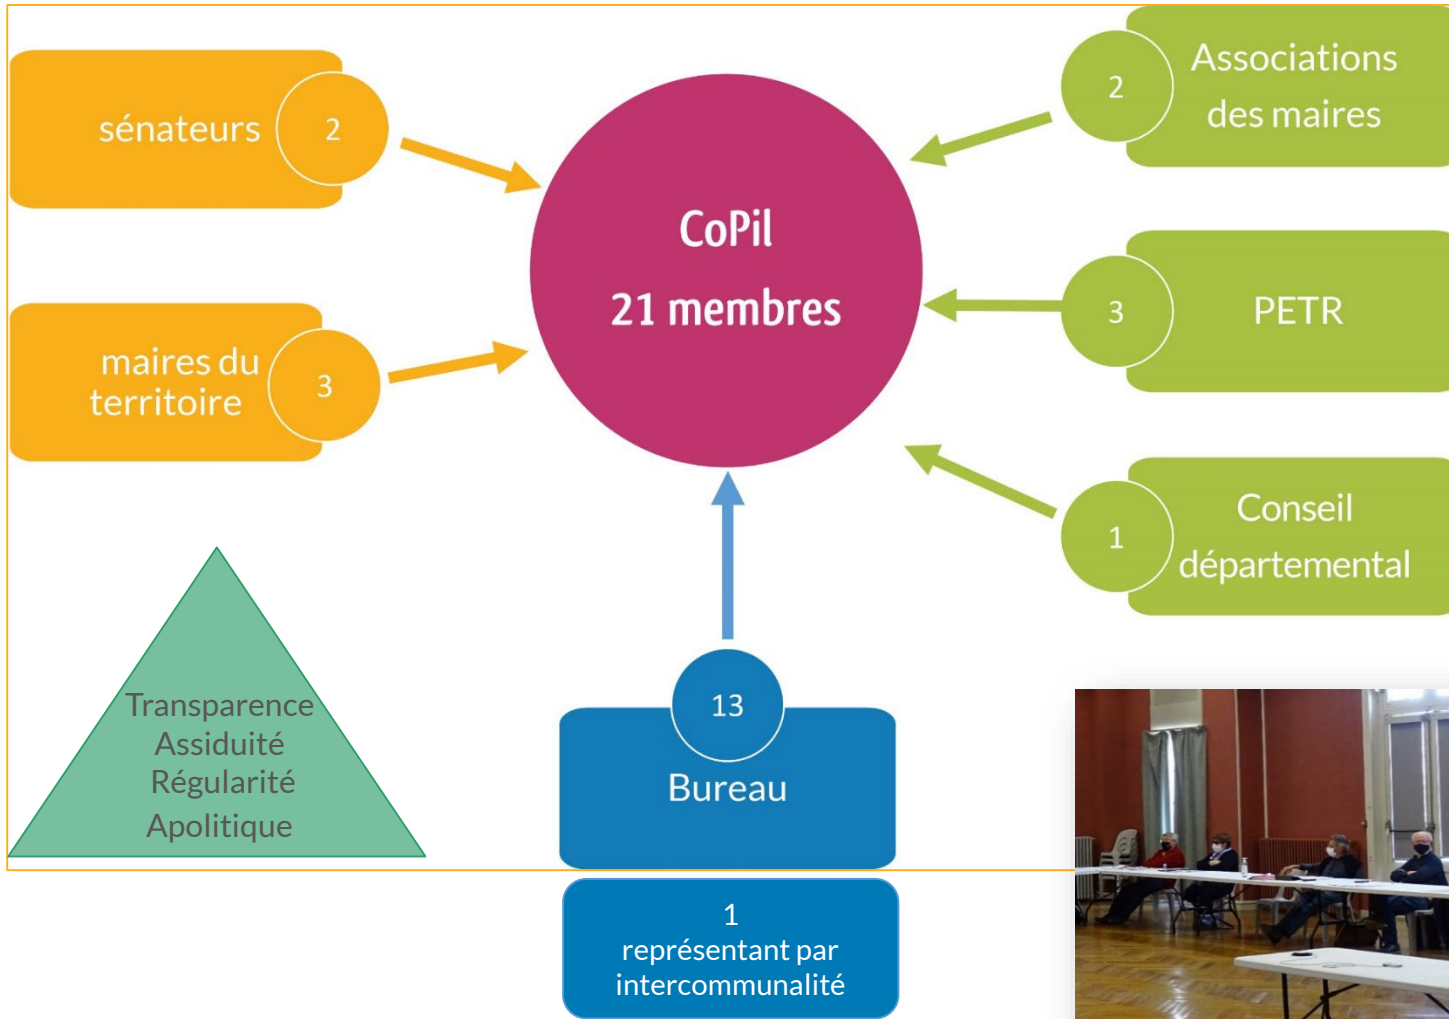 sénateurs
2
maires du
territoire
3
CoPil
21 membres
2
Associations
des maires
3
PETR
1
Conseil
départemental
Transparence
Assiduité
Régularité
Apolitique
13
Bureau
1
représentant par
intercommunalité